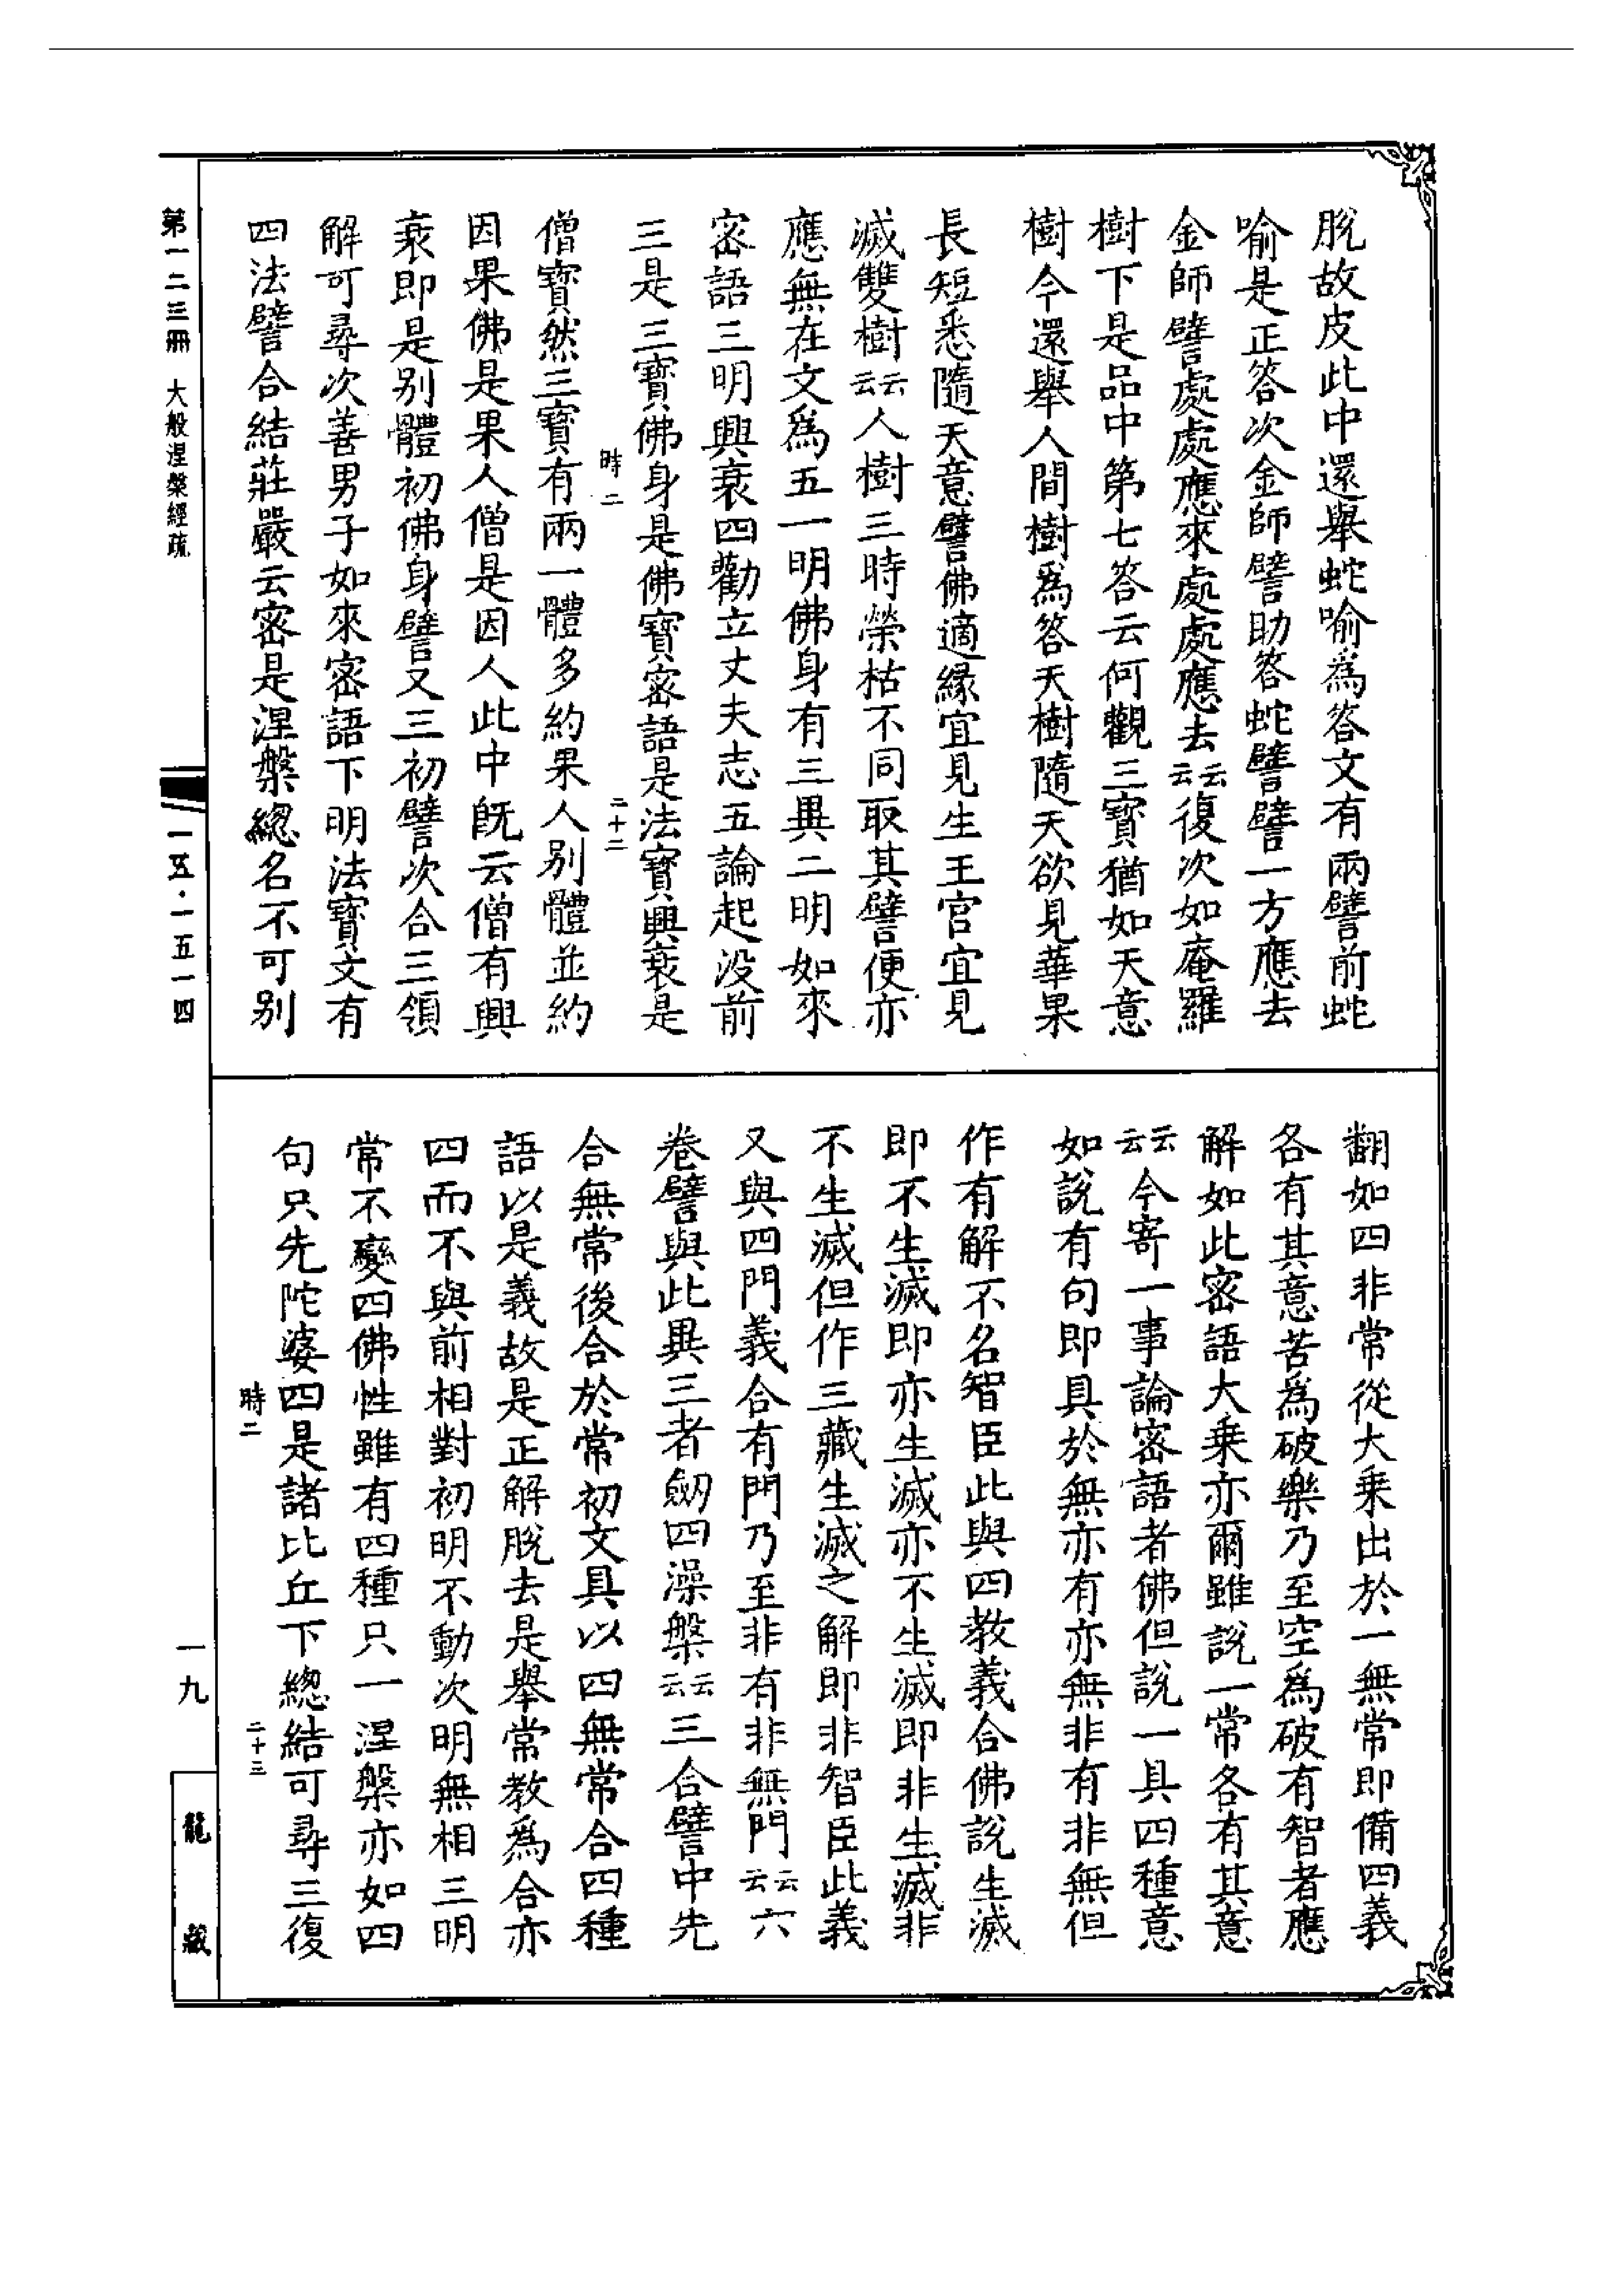 脫故皮此中還舉蛇喻爲答文有兩譬前蛇
喻是正答次金師譬助答蛇譬譬一方應去
金師譬處處應來處處應去云云復次如庵羅
樹下是品中第七答云何觀三寶猶如天意
樹今還舉人間樹爲答天樹隨天欲見華果
長短悉隨天意譬佛適緣宜見生王宮宜見
滅雙樹云云人樹三時榮枯不同取其譬便亦
應無在文爲五一明佛身有三異二明如來
密語三明興衰四勸立丈夫志五論起沒前
三是三寶佛身是佛寶密語是法寶興衰是
時二
二十二
僧寶然三寶有兩一體多約果人別體並約
因果佛是果人僧是因人此中旣云僧有興
衰即是別體初佛身譬又三初譬次合三領
解可尋次善男子如來密語下明法寶文有
四法譬合結莊嚴云密是涅槃總名不可別
翻如四非常從大乘出於一無常即備四義
各有其意苦爲破樂乃至空爲破有智者應
解如此密語大乘亦爾雖說一常各有其意
云云今寄一事論密語者佛但說一具四種意
如說有句即具於無亦有亦無非有非無但
作有解不名智臣此與四教義合佛說生滅
即不生滅即亦生滅亦不生滅即非生滅非
不生滅但作三藏生滅之解即非智臣此義
又與四門義合有門乃至非有非無門云云六
卷譬與此異三者劒四澡槃云云三合譬中先
合無常後合於常初文具以四無常合四種
語以是義故是正解脫去是舉常教爲合亦
四而不與前相對初明不動次明無相三明
常不變四佛性雖有四種只一涅槃亦如四
句只先陀婆四是諸比丘下總結可尋三復
時二
二十三
第一二三冊 大般涅槃經疏
一五·一五一四
一九
龍藏